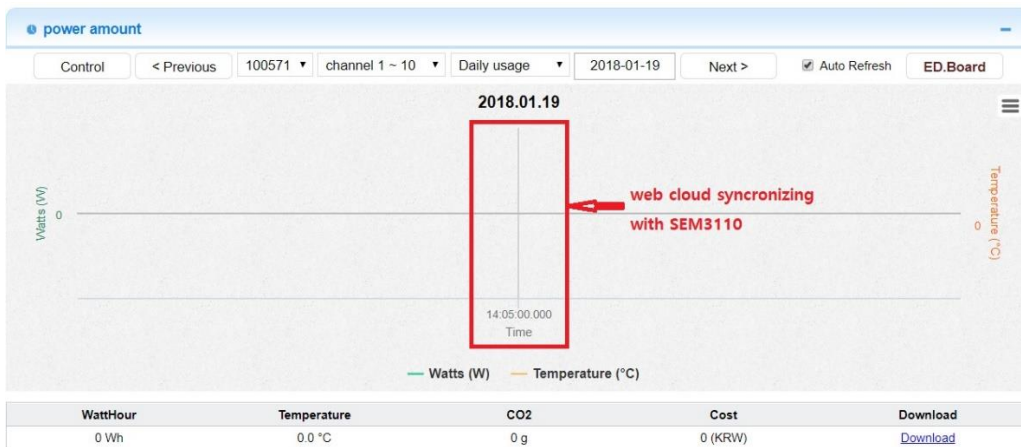 power amount
Control < Previous 100571 channel 1 ~ 10 Daily usage 2018-01-19 Next > Auto Refresh ED.Board
2018.01.19
Watts (W)
0
web cloud syncronizing
with SEM3110
0
Temperature (°C)
14:05:00.000
Time
Watts (W) Temperature (°C)
WattHour Temperature CO2 Cost Download
0 Wh 0.0 °C 0 g 0 (KRW) Download